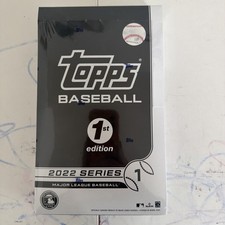 topps
BASEBALL
1st
edition
2022 SERIES 1
MAJOR LEAGUE BASEBALL